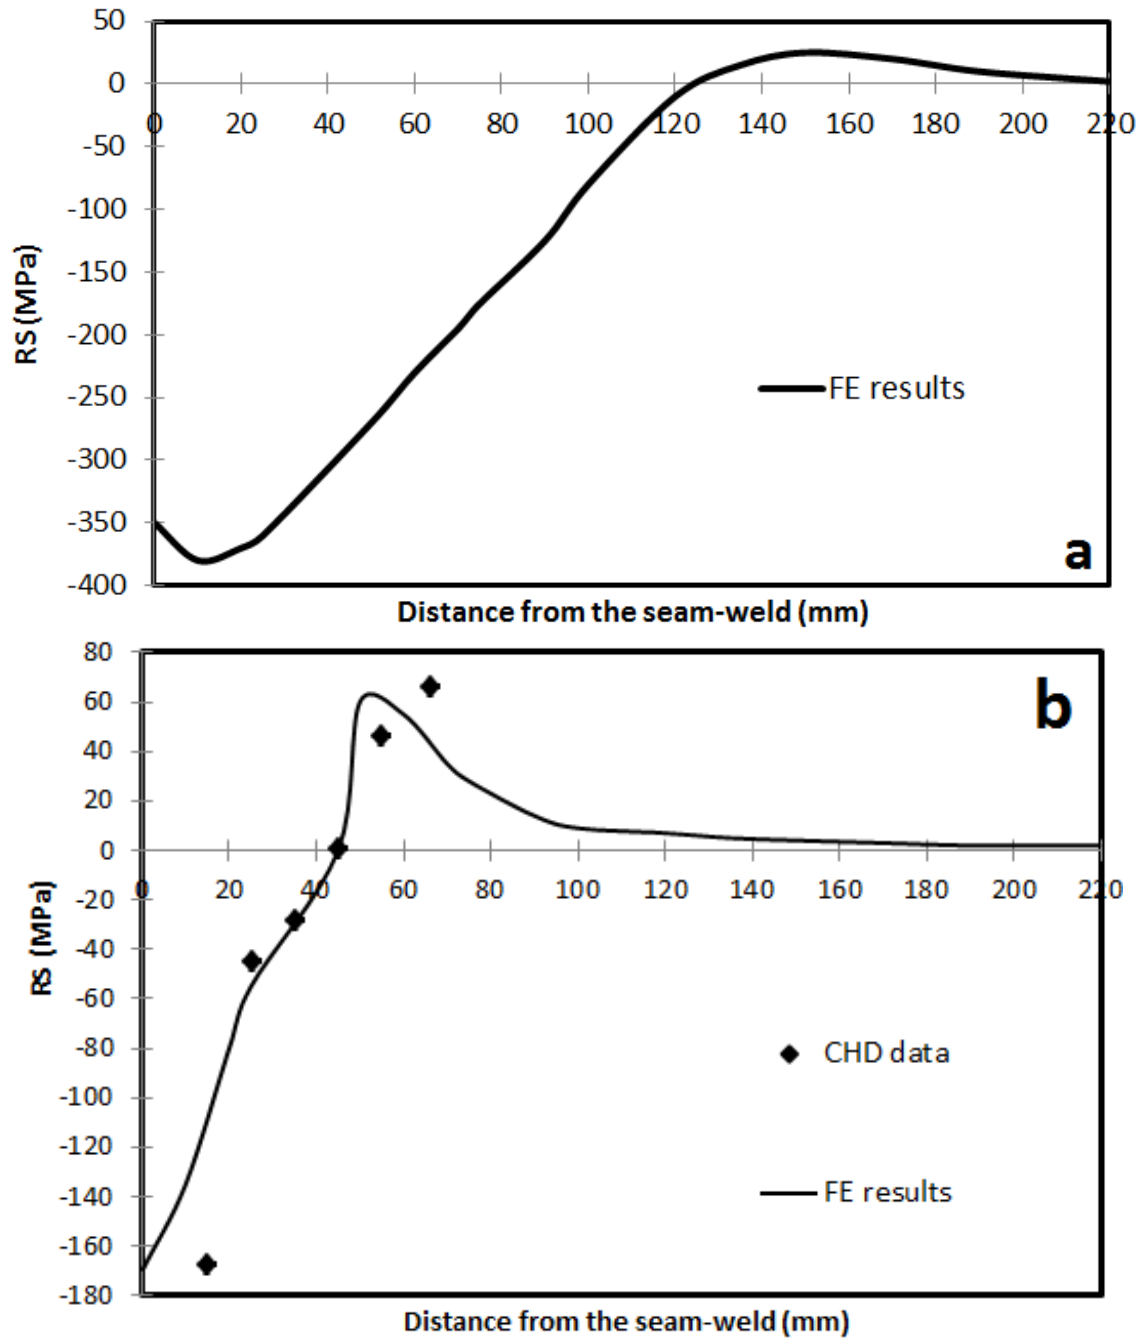 50
0
0 20 40 60 80 100 120 140 160 180 200 220
-50
-100
-150
-200
-250
-300
-350
-400
RS (MPa)
FE results
a
Distance from the seam-weld (mm)
80
60
40
20
0
0 20 40 60 80 100 120 140 160 180 200 220
-20
-40
-60
-80
-100
-120
-140
-160
-180
RS (MPa)
b
CHD data
FE results
Distance from the seam-weld (mm)